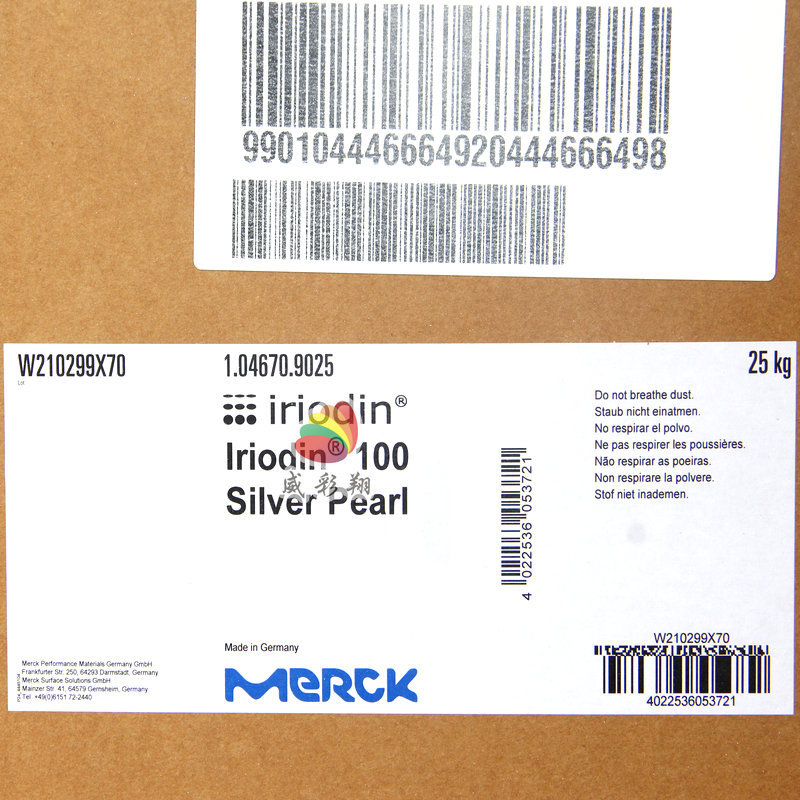 990104446664920444666498
W210299X70
Lot
1.04670.9025
25 kg
iriodin®
Iriodin® 100
Silver Pearl
威彩翔
Do not breathe dust.
Staub nicht einatmen.
No respirar el polvo.
Ne pas respirer les poussières.
Não respirar as poeiras.
Non respirare la polvere.
Stof niet inademen.
4 022536 053721
Made in Germany
MERCK
Merck Performance Materials Germany GmbH
Frankfurter Str. 250, 64293 Darmstadt, Germany
Merck Surface Solutions GmbH
Mainzer Str. 41, 64579 Gernsheim, Germany
Tel. +49(0)6151 72-2440
W210299X70
4022536053721